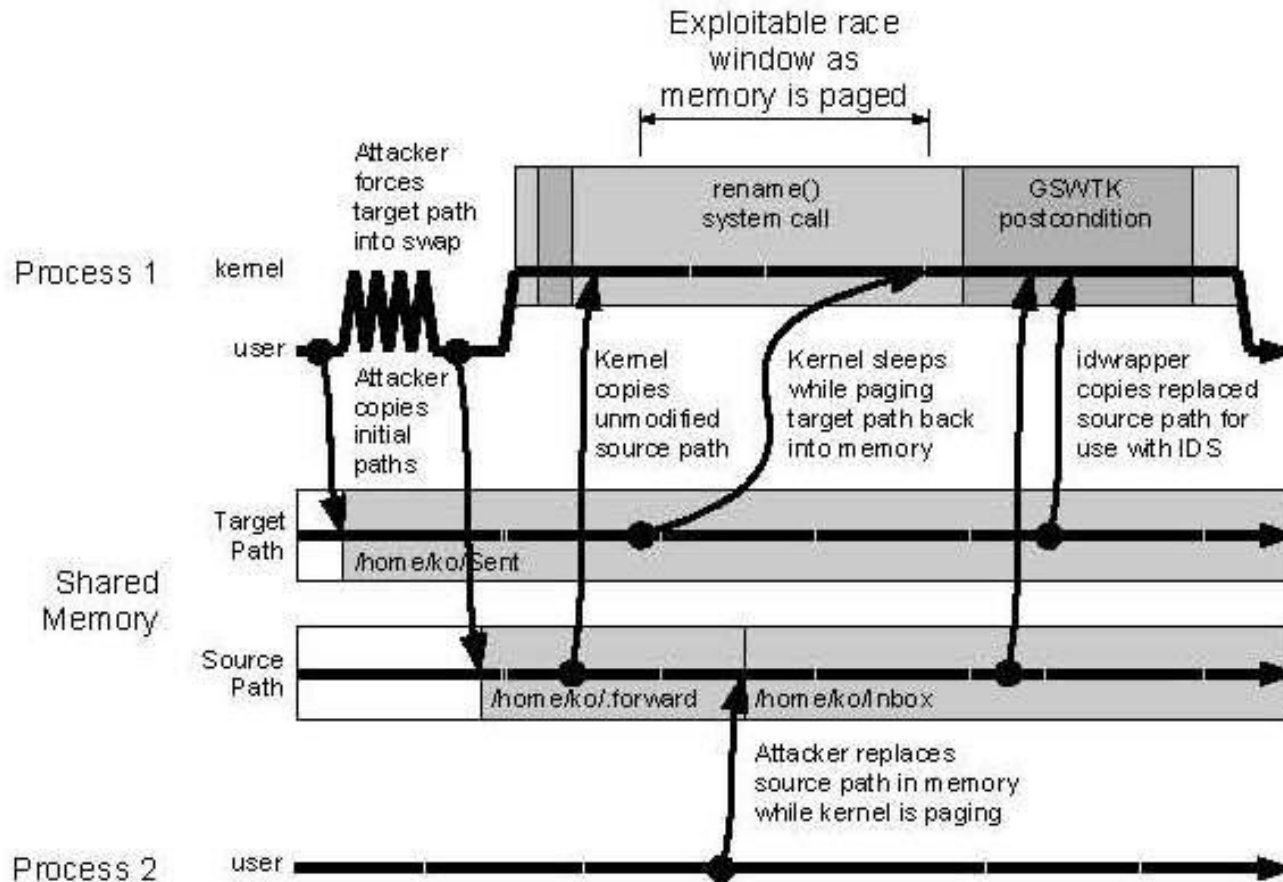 Exploitable race
window as
memory is paged
Attacker
forces
target path
into swap
rename()
system call
GSWTK
postcondition
Process 1
kernel
user
Attacker
copies
initial
paths
Kernel
copies
unmodified
source path
Kernel sleeps
while paging
target path back
into memory
idwrapper
copies replaced
source path for
use with IDS
Shared
Memory
Target
Path
/home/ko/Sent
Source
Path
/home/ko/.forward
/home/ko/Inbox
Attacker replaces
source path in memory
while kernel is paging
Process 2
user